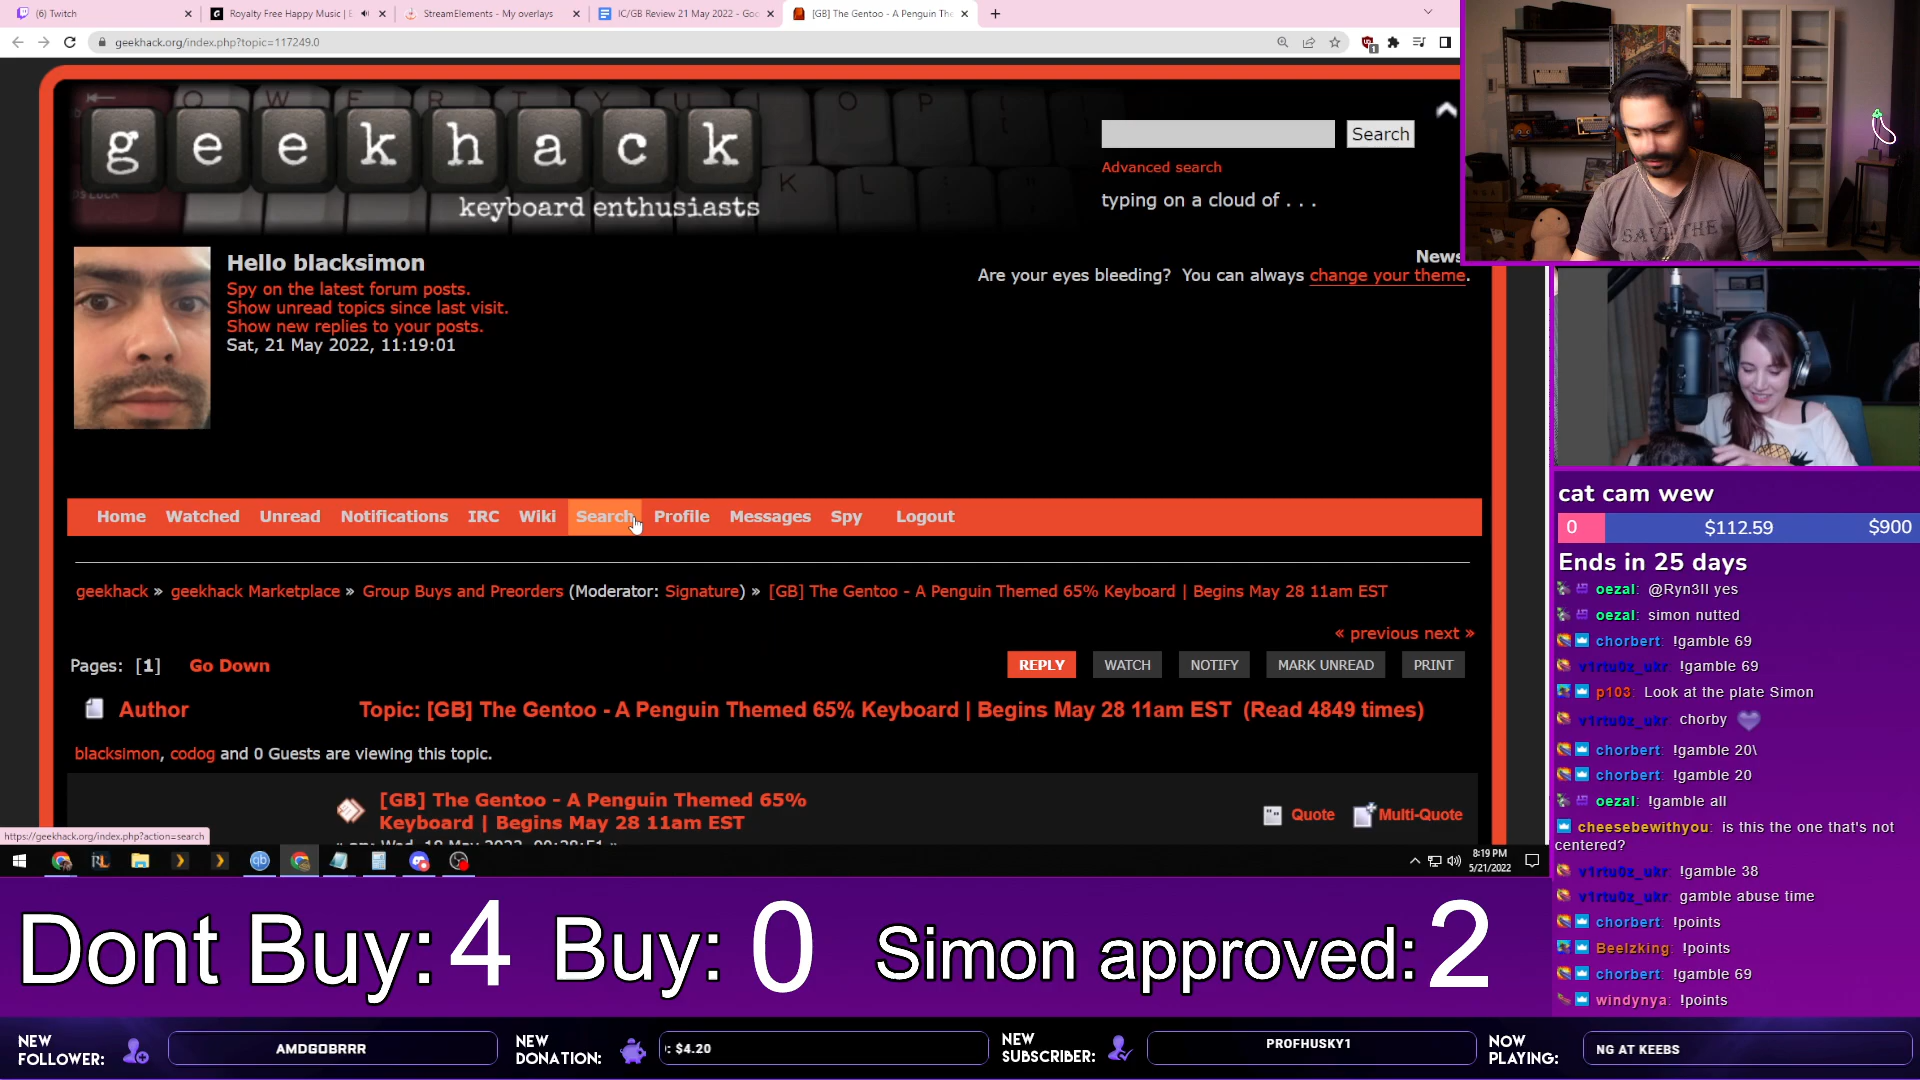 (6) Twitch
Royalty Free Happy Music | E
StreamElements - My overlays
IC/GB Review 21 May 2022 - Goo
[GB] The Gentoo - A Penguin The
geekhack.org/index.php?topic=117249.0
geekhack
keyboard enthusiasts
Search
Advanced search
typing on a cloud of . . .
Hello blacksimon
Spy on the latest forum posts.
Show unread topics since last visit.
Show new replies to your posts.
Sat, 21 May 2022, 11:19:01
News
Are your eyes bleeding? You can always change your theme.
Home Watched Unread Notifications IRC Wiki Search Profile Messages Spy Logout
geekhack » geekhack Marketplace » Group Buys and Preorders (Moderator: Signature) » [GB] The Gentoo - A Penguin Themed 65% Keyboard | Begins May 28 11am EST
« previous next »
Pages: [1] Go Down
REPLY WATCH NOTIFY MARK UNREAD PRINT
Author Topic: [GB] The Gentoo - A Penguin Themed 65% Keyboard | Begins May 28 11am EST (Read 4849 times)
blacksimon, codog and 0 Guests are viewing this topic.
[GB] The Gentoo - A Penguin Themed 65%
Keyboard | Begins May 28 11am EST
Quote Multi-Quote
https://geekhack.org/index.php?action=search
8:19 PM
5/21/2022
SAVE THE
cat cam wew
0 $112.59 $900
Ends in 25 days
oezal: @Ryn3ll yes
oezal: simon nutted
chorbert: !gamble 69
v1rtu0z_ukr: !gamble 69
p103: Look at the plate Simon
v1rtu0z_ukr: chorby
chorbert: !gamble 20\
chorbert: !gamble 20
oezal: !gamble all
cheesebewithyou: is this the one that's not
centered?
v1rtu0z_ukr: !gamble 38
v1rtu0z_ukr: gamble abuse time
chorbert: !points
Beelzking: !points
chorbert: !gamble 69
windynya: !points
Dont Buy: 4 Buy: 0 Simon approved: 2
NEW
FOLLOWER:
AMDGOBRRR
NEW
DONATION:
: $4.20
NEW
SUBSCRIBER:
PROFHUSKY1
NOW
PLAYING:
NG AT KEEBS